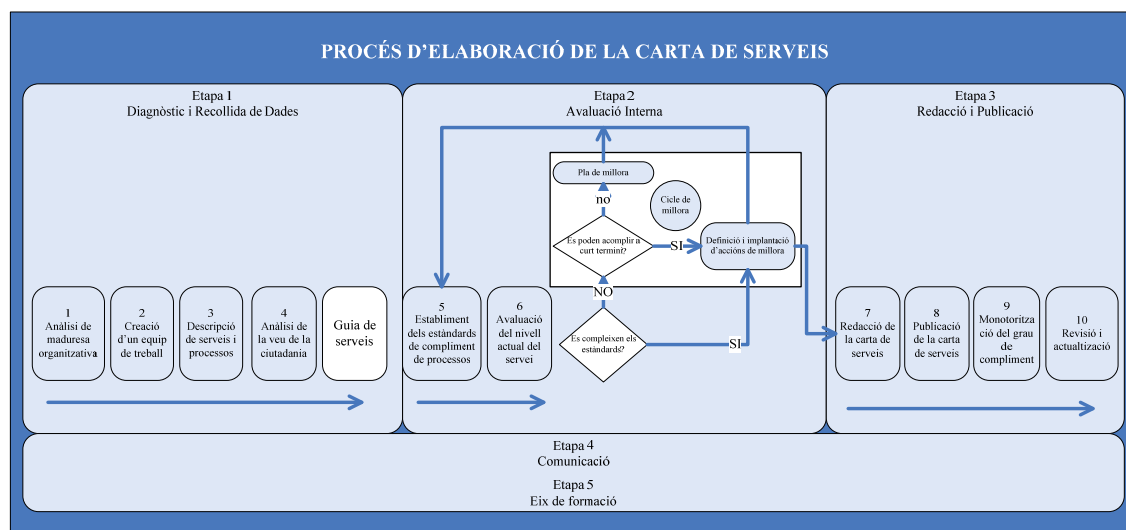 PROCÉS D'ELABORACIÓ DE LA CARTA DE SERVEIS
Etapa 1
Diagnòstic i Recollida de Dades
1
Anàlisi de
maduresa
organitzativa
2
Creació
d'un equip
de treball
3
Descripció
de serveis i
processos
4
Anàlisi de
la veu de la
ciutadania
Guia de
serveis
Etapa 2
Avaluació Interna
Pla de millora
no
Cicle de
millora
Es poden acomplir a
curt termini?
SI
Definició i implantació
d'accións de millora
NO
5
Establiment
dels estàndards
de compliment
de processos
6
Avaluació
del nivell
actual del
servei
Es compleixen els
estàndards?
SI
Etapa 3
Redacció i Publicació
7
Redacció de
la carta de
serveis
8
Publicació
de la carta
de serveis
9
Monotoritza
ció del grau
de
compliment
10
Revisió i
actualtizació
Etapa 4
Comunicació
Etapa 5
Eix de formació